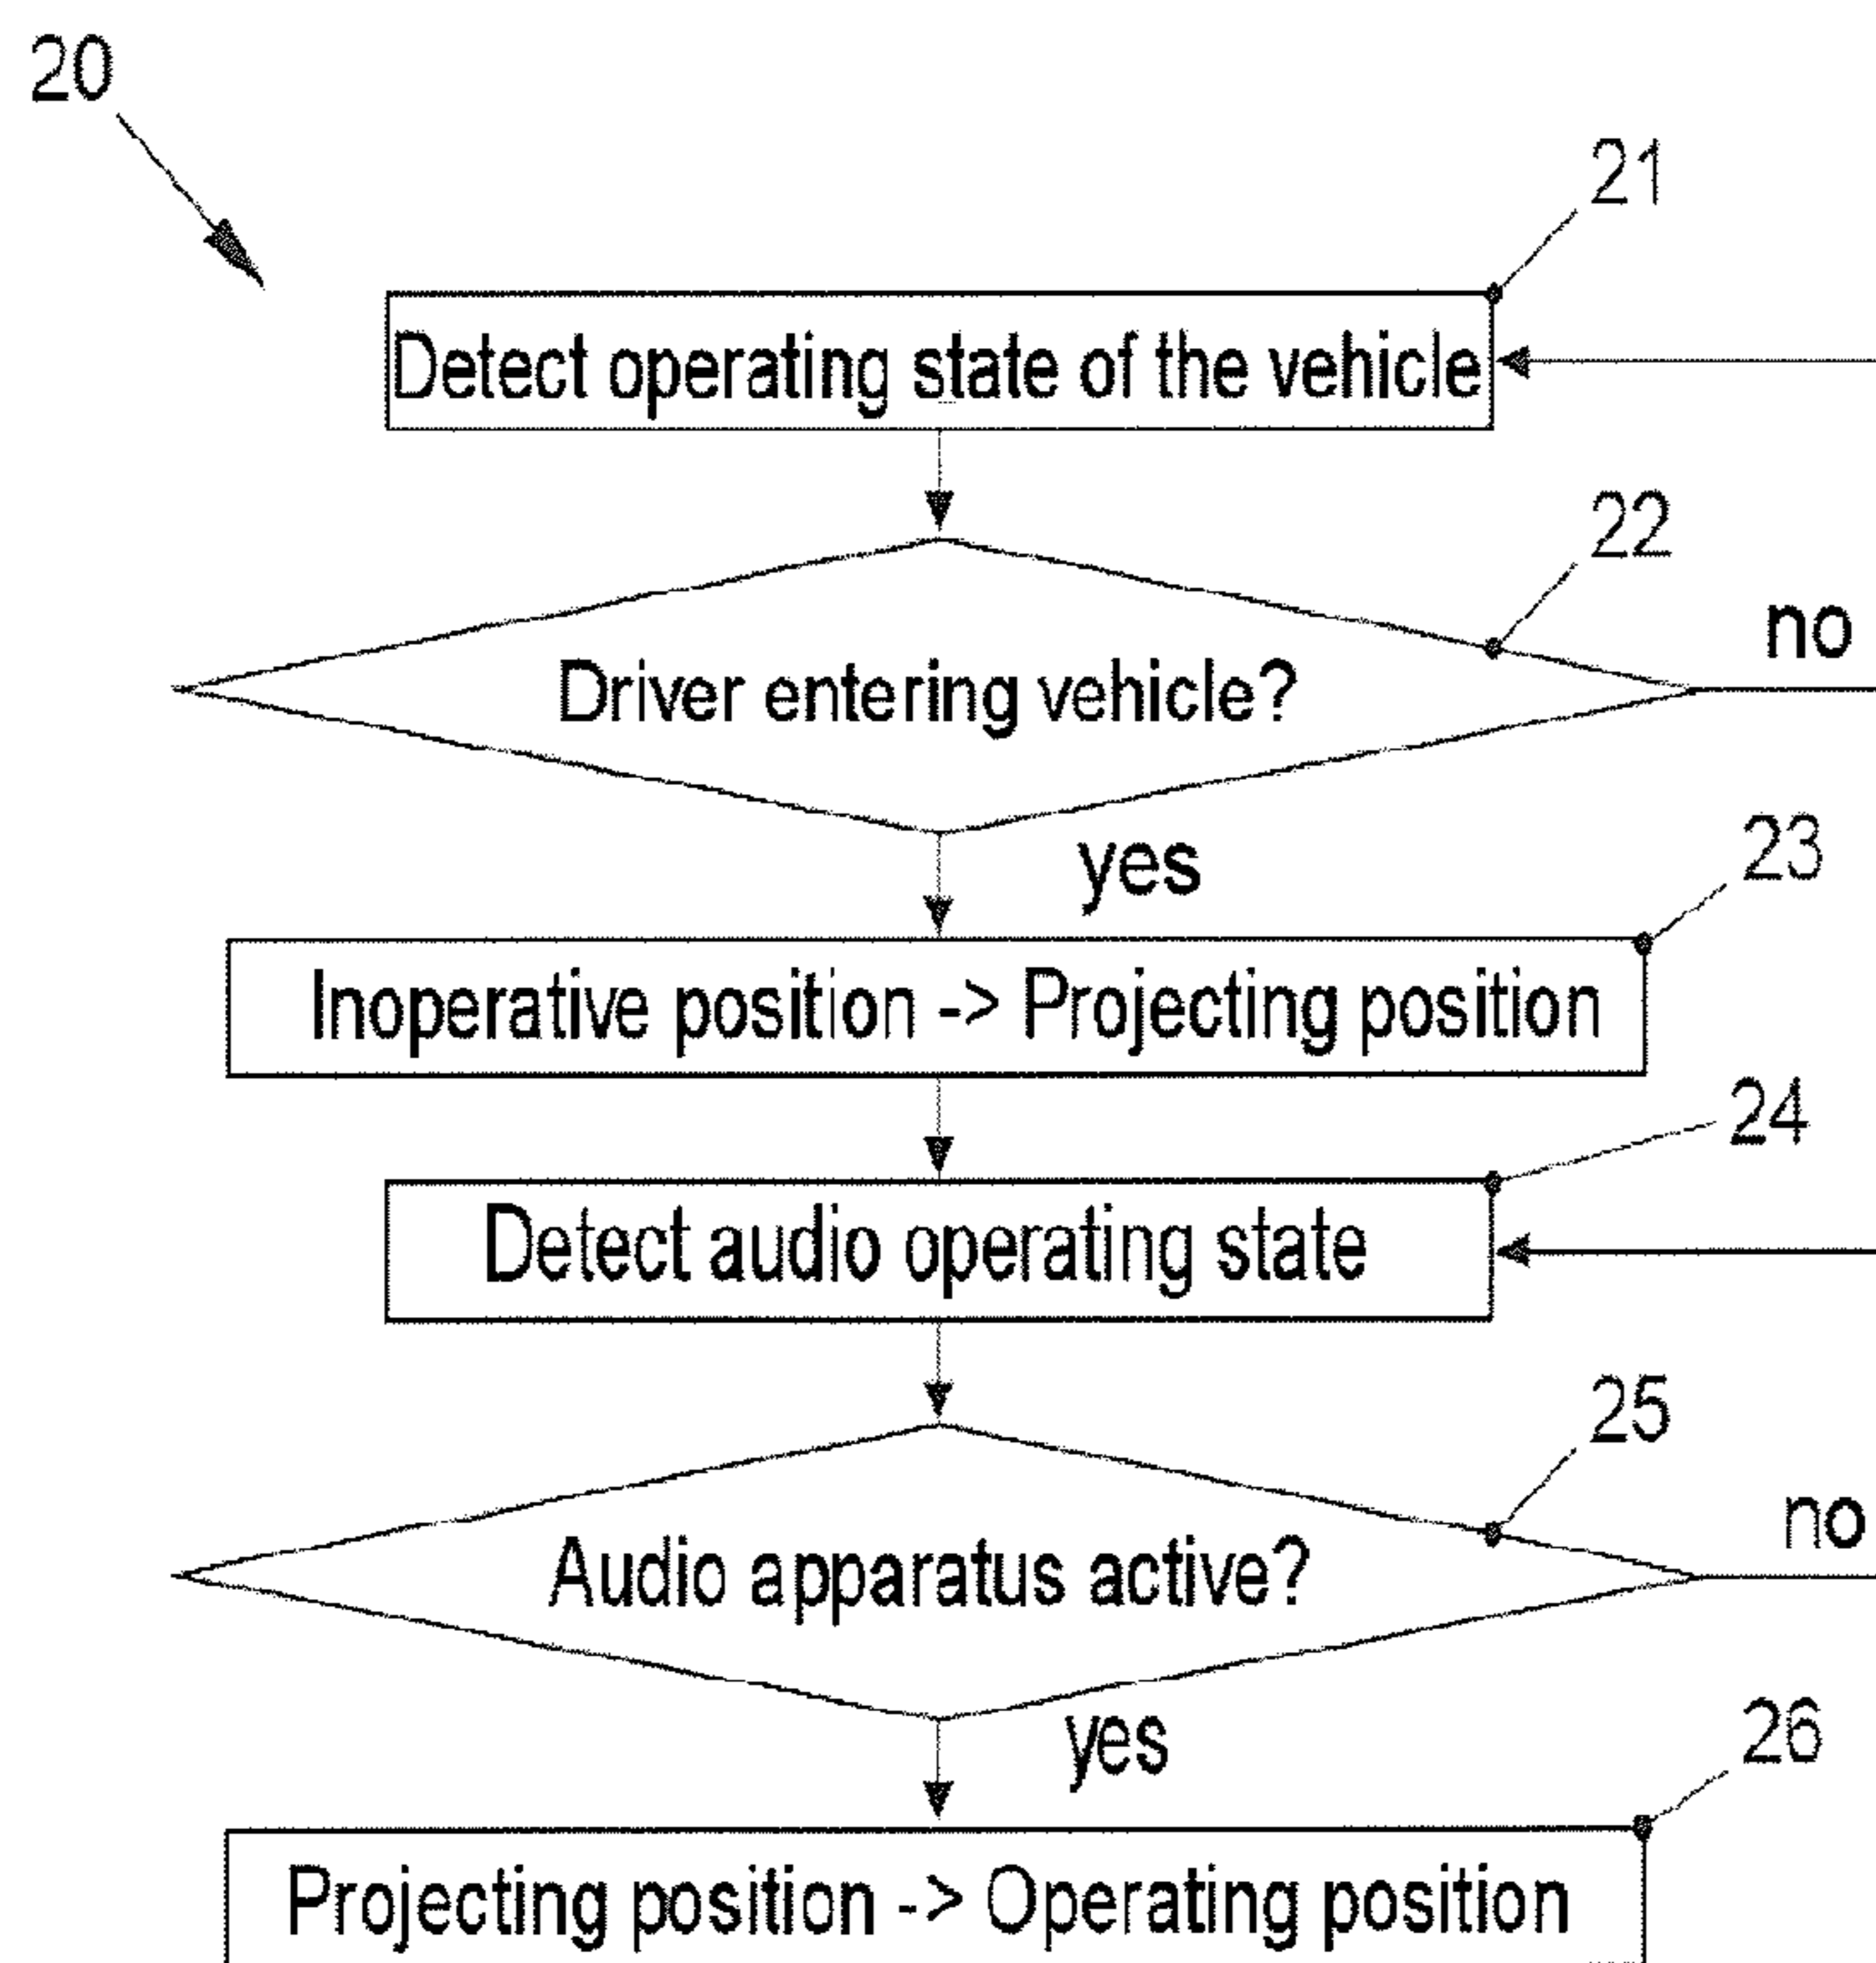 20
21
Detect operating state of the vehicle
22
no
Driver entering vehicle?
yes
23
Inoperative position -> Projecting position
24
Detect audio operating state
25
no
Audio apparatus active?
yes
26
Projecting position -> Operating position